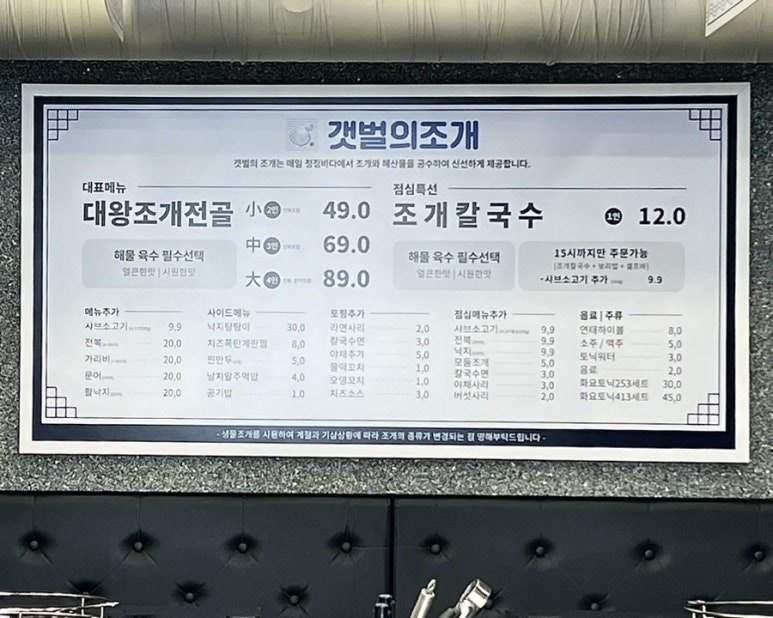 갯벌의조개
갯벌의 조개는 매일 청정바다에서 조개와 해산물을 공수하여 신선하게 제공합니다.
대표메뉴
대왕조개전골
小 2인 49.0
中 3인 69.0
大 4인 89.0
해물 육수 필수선택
얼큰한맛 | 시원한맛
점심특선
조개칼국수 1인 12.0
해물 육수 필수선택
얼큰한맛 | 시원한맛
15시까지만 주문가능
(조개칼국수 + 보리밥 + 셀프바)
-샤브소고기 추가 9.9
메뉴추가
샤브소고기 9,9
전복 20,0
가리비 20,0
문어 20,0
활낙지 20,0
사이드메뉴
낙지탕탕이 30,0
치즈폭탄계란찜 8,0
찐만두 5,0
날치알주먹밥 4,0
공기밥 1,0
토핑추가
라면사리 2,0
칼국수면 3,0
야채추가 5,0
물떡꼬치 1,0
오뎅꼬치 1,0
치즈소스 3,0
점심메뉴추가
샤브소고기 9,9
전복 9,9
낙지 9,9
모둠조개 5,0
칼국수면 3,0
야채사리 3,0
버섯사리 2,0
음료 | 주류
연태하이볼 8,0
소주 / 맥주 5,0
토닉워터 3,0
음료 2,0
화요토닉253세트 30,0
화요토닉413세트 45,0
- 생물조개를 사용하여 계절과 기상상황에 따라 조개의 종류가 변경되는 점 양해부탁드립니다 -